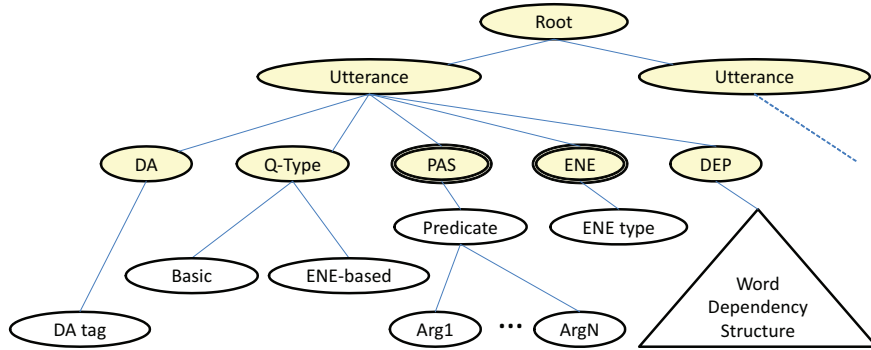 Root
Utterance
Utterance
DA
Q-Type
PAS
ENE
DEP
Predicate
ENE type
Basic
ENE-based
Word
Dependency
Structure
DA tag
Arg1
•••
ArgN